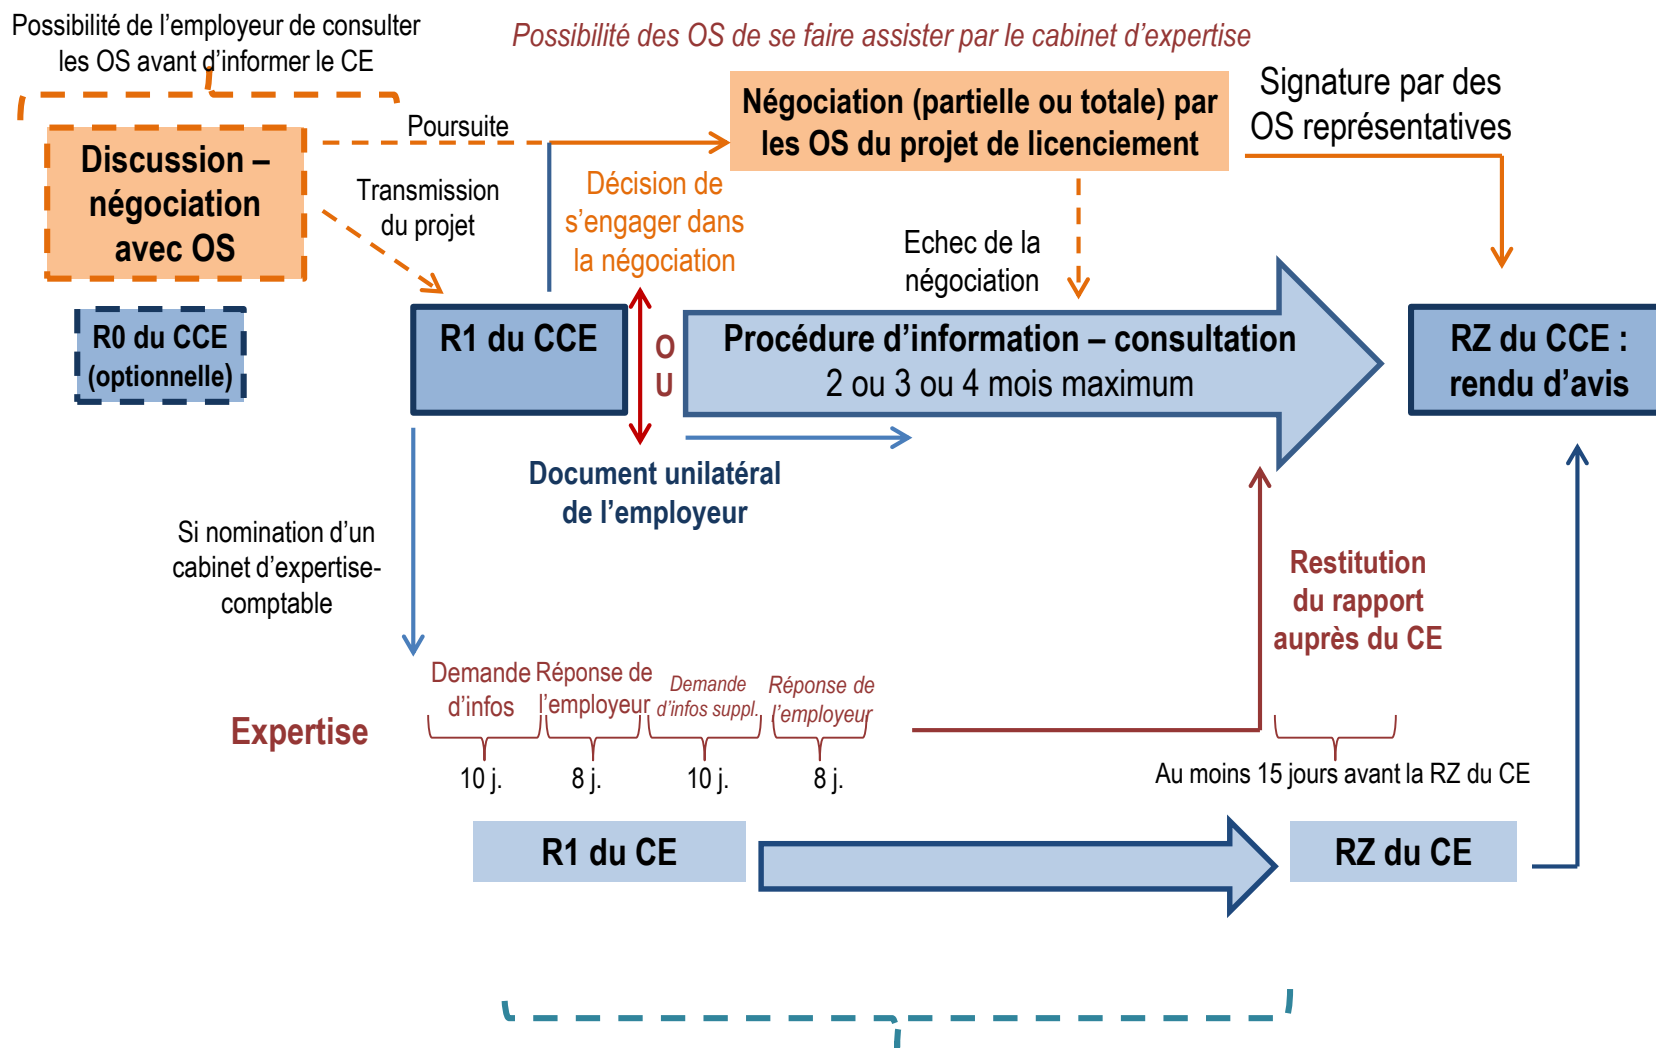 Possibilité de l’employeur de consulter
les OS avant d’informer le CE
Possibilité des OS de se faire assister par le cabinet d’expertise
Discussion –
négociation
avec OS
Poursuite
Transmission
du projet
Négociation (partielle ou totale) par
les OS du projet de licenciement
Signature par des
OS représentatives
Décision de
s’engager dans
la négociation
Echec de la
négociation
R0 du CCE
(optionnelle)
R1 du CCE
O
U
Procédure d’information – consultation
2 ou 3 ou 4 mois maximum
RZ du CCE :
rendu d’avis
Document unilatéral
de l’employeur
Si nomination d’un
cabinet d’expertise-
comptable
Restitution
du rapport
auprès du CE
Expertise
Demande
d’infos
Réponse de
l’employeur
Demande
d’infos suppl.
Réponse de
l’employeur
10 j.
8 j.
10 j.
8 j.
Au moins 15 jours avant la RZ du CE
R1 du CE
RZ du CE